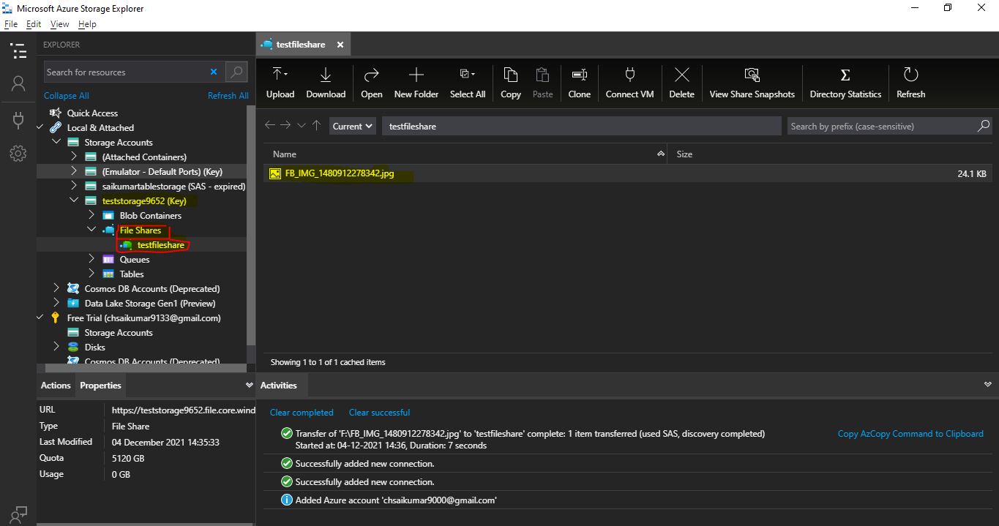 Microsoft Azure Storage Explorer
File Edit View Help
EXPLORER
Search for resources
Collapse All Refresh All
Quick Access
Local & Attached
Storage Accounts
(Attached Containers)
(Emulator - Default Ports) (Key)
saikumartablestorage (SAS - expired)
teststorage9652 (Key)
Blob Containers
File Shares
testfileshare
Queues
Tables
Cosmos DB Accounts (Deprecated)
Data Lake Storage Gen1 (Preview)
Free Trial (chsaikumar9133@gmail.com)
Storage Accounts
Disks
Cosmos DB Accounts (Deprecated)
Actions Properties
URL https://teststorage9652.file.core.wind
Type File Share
Last Modified 04 December 2021 14:35:33
Quota 5120 GB
Usage 0 GB
testfileshare
Upload Download Open New Folder Select All Copy Paste Clone Connect VM Delete View Share Snapshots Directory Statistics Refresh
Current testfileshare Search by prefix (case-sensitive)
Name Size
FB_IMG_1480912278342.jpg 24.1 KB
Showing 1 to 1 of 1 cached items
Activities
Clear completed Clear successful
Transfer of 'F:\FB_IMG_1480912278342.jpg' to 'testfileshare' complete: 1 item transferred (used SAS, discovery completed) Copy AzCopy Command to Clipboard
Started at: 04-12-2021 14:36, Duration: 7 seconds
Successfully added new connection.
Successfully added new connection.
Added Azure account 'chsaikumar9000@gmail.com'